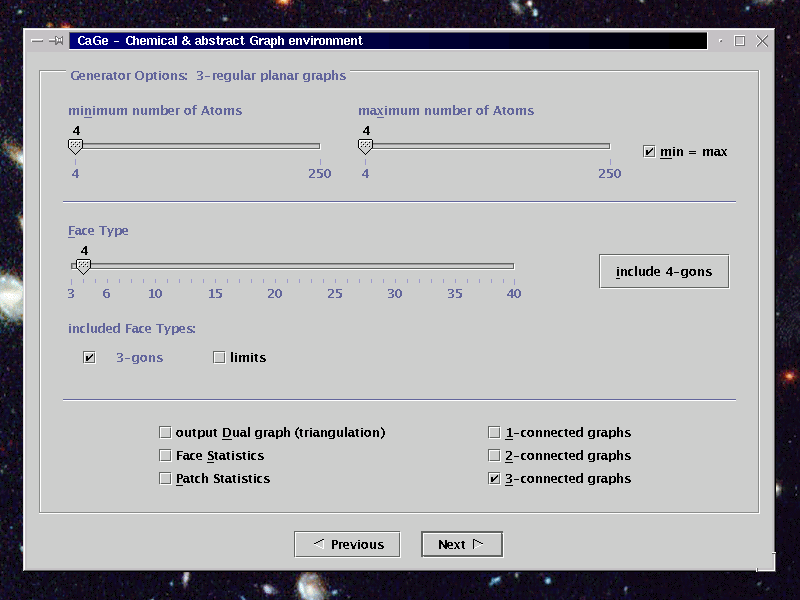 CaGe - Chemical & abstract Graph environment
Generator Options: 3-regular planar graphs
minimum number of Atoms
maximum number of Atoms
4
4
min = max
4 250
4 250
Face Type
4
include 4-gons
3 6 10 15 20 25 30 35 40
included Face Types:
3-gons
limits
output Dual graph (triangulation)
1-connected graphs
Face Statistics
2-connected graphs
Patch Statistics
3-connected graphs
Previous
Next